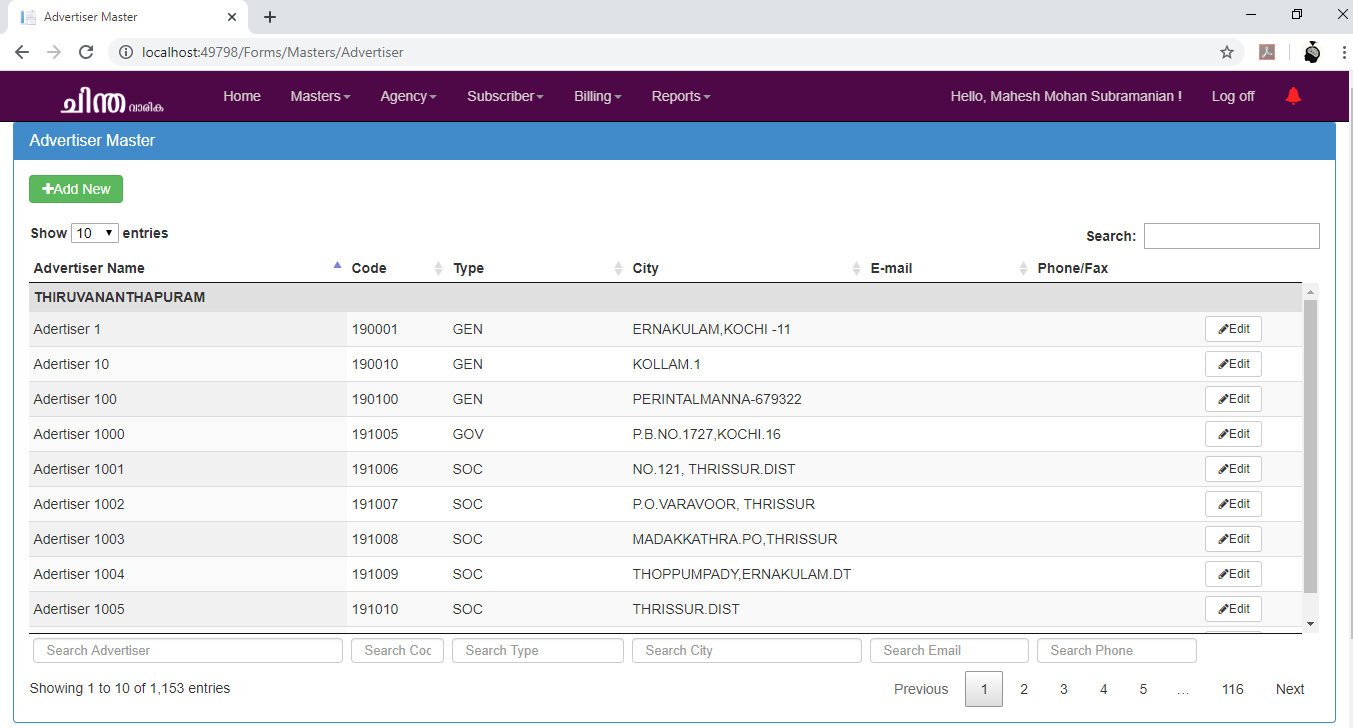 Advertiser Master
localhost:49798/Forms/Masters/Advertiser
ചിന്ത വാരിക Home Masters Agency Subscriber Billing Reports Hello, Mahesh Mohan Subramanian ! Log off
Advertiser Master
Add New
Show 10 entries Search:
Advertiser Name Code Type City E-mail Phone/Fax
THIRUVANANTHAPURAM
Adertiser 1 190001 GEN ERNAKULAM,KOCHI -11 Edit
Adertiser 10 190010 GEN KOLLAM.1 Edit
Adertiser 100 190100 GEN PERINTALMANNA-679322 Edit
Adertiser 1000 191005 GOV P.B.NO.1727,KOCHI.16 Edit
Adertiser 1001 191006 SOC NO.121, THRISSUR.DIST Edit
Adertiser 1002 191007 SOC P.O.VARAVOOR, THRISSUR Edit
Adertiser 1003 191008 SOC MADAKKATHRA.PO,THRISSUR Edit
Adertiser 1004 191009 SOC THOPPUMPADY,ERNAKULAM.DT Edit
Adertiser 1005 191010 SOC THRISSUR.DIST Edit
Search Advertiser Search Coc Search Type Search City Search Email Search Phone
Showing 1 to 10 of 1,153 entries Previous 1 2 3 4 5 … 116 Next